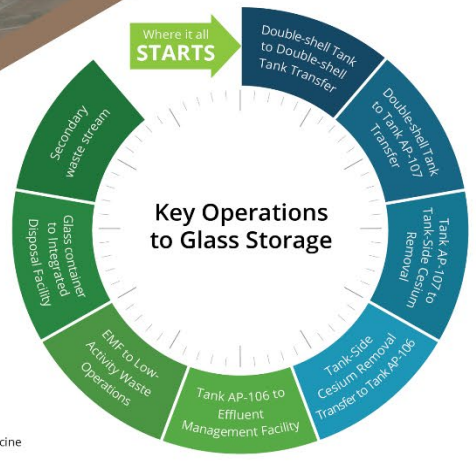 Where it all
STARTS
Double-shell Tank
to Double-shell
Tank Transfer
Double-shell Tank
to Tank AP-107
Transfer
Tank AP-107 to
Tank-Side Cesium
Removal
Tank-Side
Cesium Removal
Transfer to Tank AP-106
Tank AP-106 to
Effluent
Management Facility
EMF to Low-
Activity Waste
Operations
Glass container
to Integrated
Disposal Facility
Secondary
waste stream
Key Operations
to Glass Storage